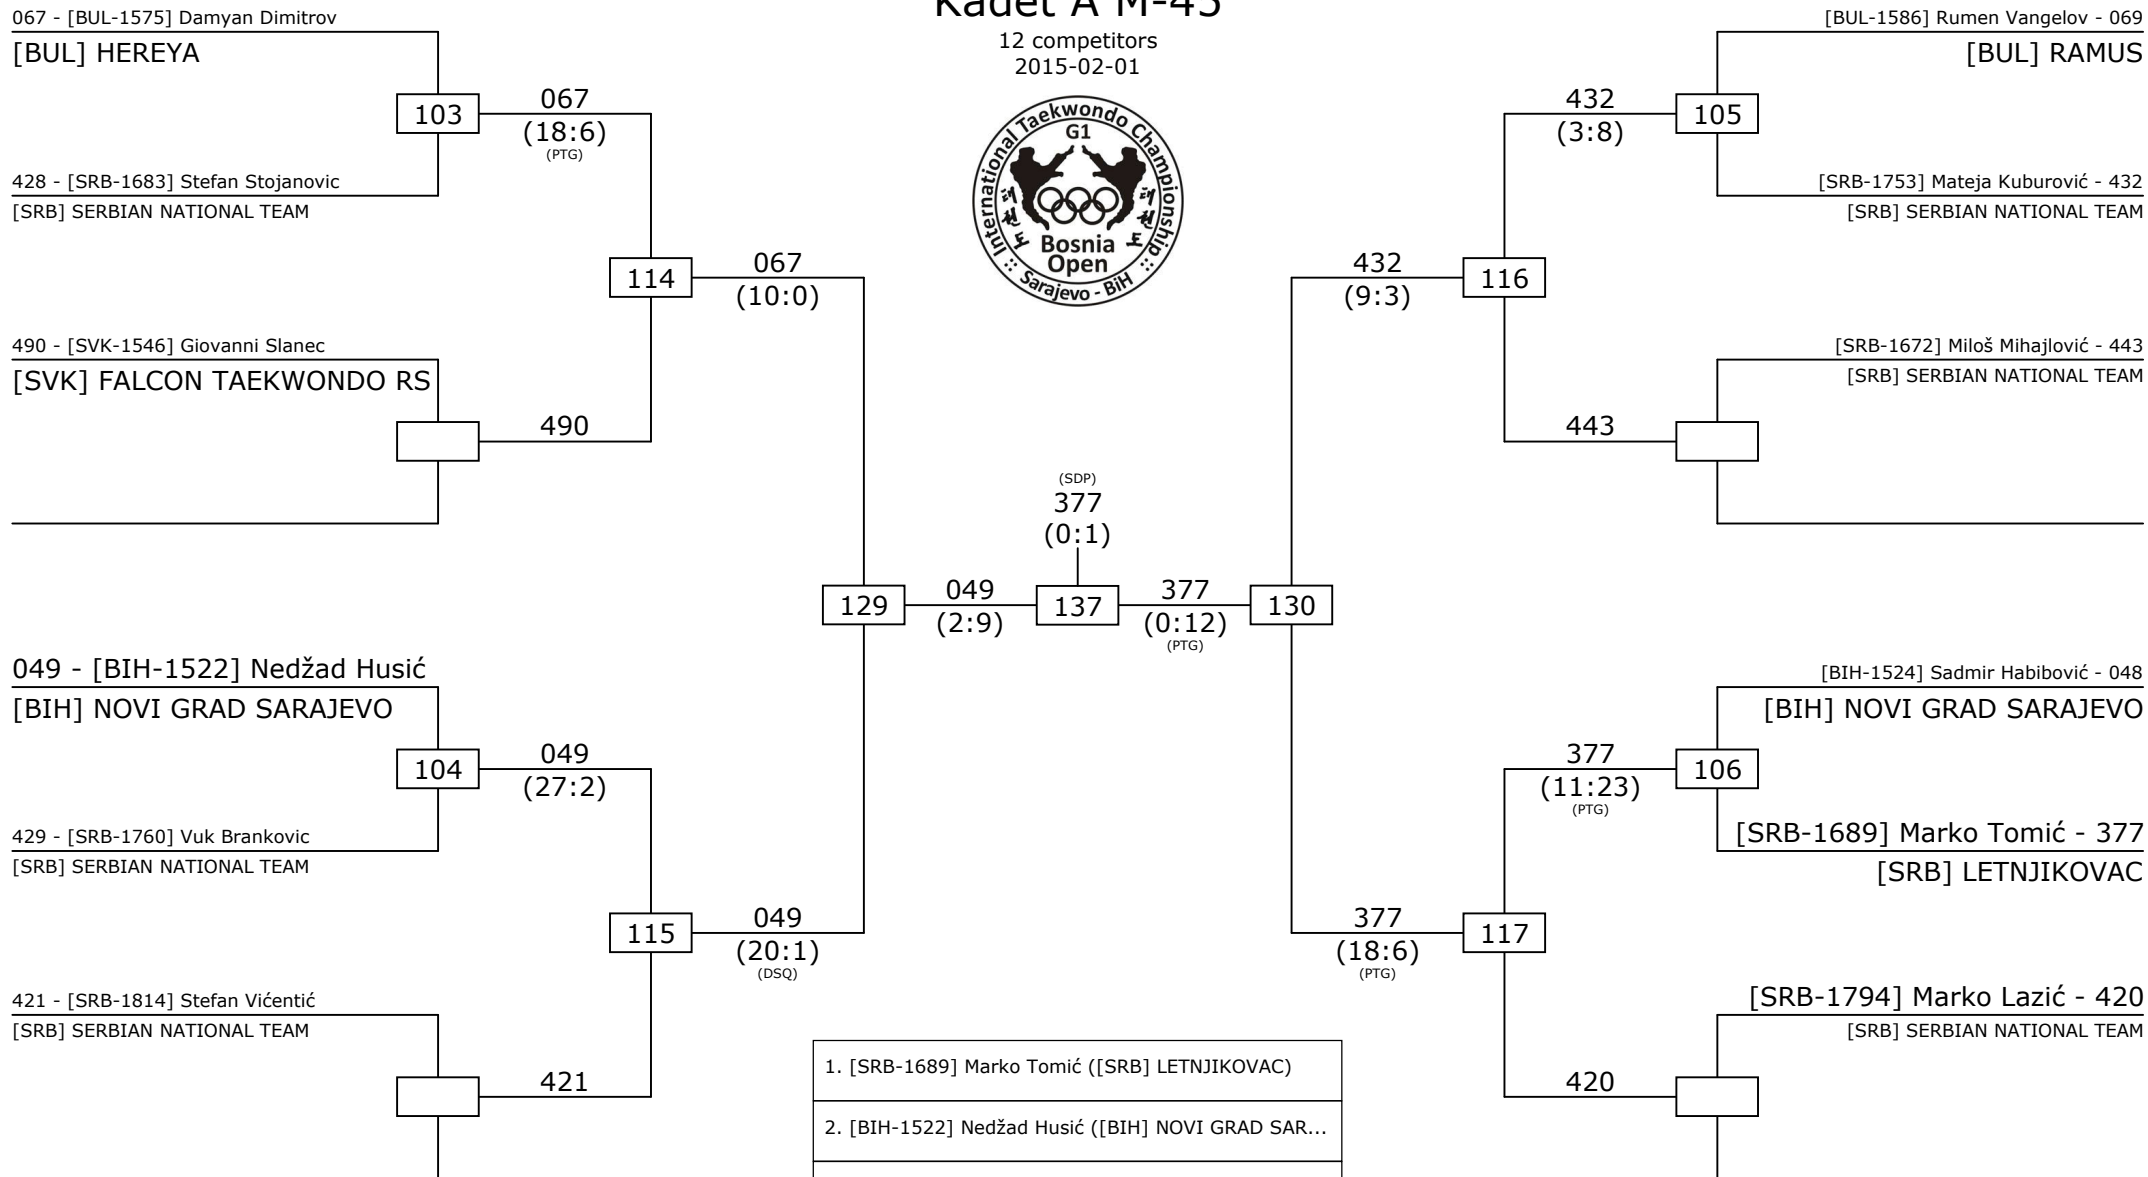 Kadet A M-45
12 competitors
2015-02-01
International Taekwondo Championship
G1
Bosnia
Open
:: Sarajevo - BiH ::
067 - [BUL-1575] Damyan Dimitrov
[BUL] HEREYA
103
067
(18:6)
(PTG)
428 - [SRB-1683] Stefan Stojanovic
[SRB] SERBIAN NATIONAL TEAM
114
067
(10:0)
490 - [SVK-1546] Giovanni Slanec
[SVK] FALCON TAEKWONDO RS
490
129
049
(2:9)
049 - [BIH-1522] Nedžad Husić
[BIH] NOVI GRAD SARAJEVO
104
049
(27:2)
429 - [SRB-1760] Vuk Brankovic
[SRB] SERBIAN NATIONAL TEAM
115
049
(20:1)
(DSQ)
421 - [SRB-1814] Stefan Vićentić
[SRB] SERBIAN NATIONAL TEAM
421
(SDP)
377
(0:1)
137
[BUL-1586] Rumen Vangelov - 069
[BUL] RAMUS
432
(3:8)
105
[SRB-1753] Mateja Kuburović - 432
[SRB] SERBIAN NATIONAL TEAM
432
(9:3)
116
[SRB-1672] Miloš Mihajlović - 443
[SRB] SERBIAN NATIONAL TEAM
443
377
(0:12)
(PTG)
130
[BIH-1524] Sadmir Habibović - 048
[BIH] NOVI GRAD SARAJEVO
377
(11:23)
(PTG)
106
[SRB-1689] Marko Tomić - 377
[SRB] LETNJIKOVAC
377
(18:6)
(PTG)
117
[SRB-1794] Marko Lazić - 420
[SRB] SERBIAN NATIONAL TEAM
420
1. [SRB-1689] Marko Tomić ([SRB] LETNJIKOVAC)
2. [BIH-1522] Nedžad Husić ([BIH] NOVI GRAD SAR...